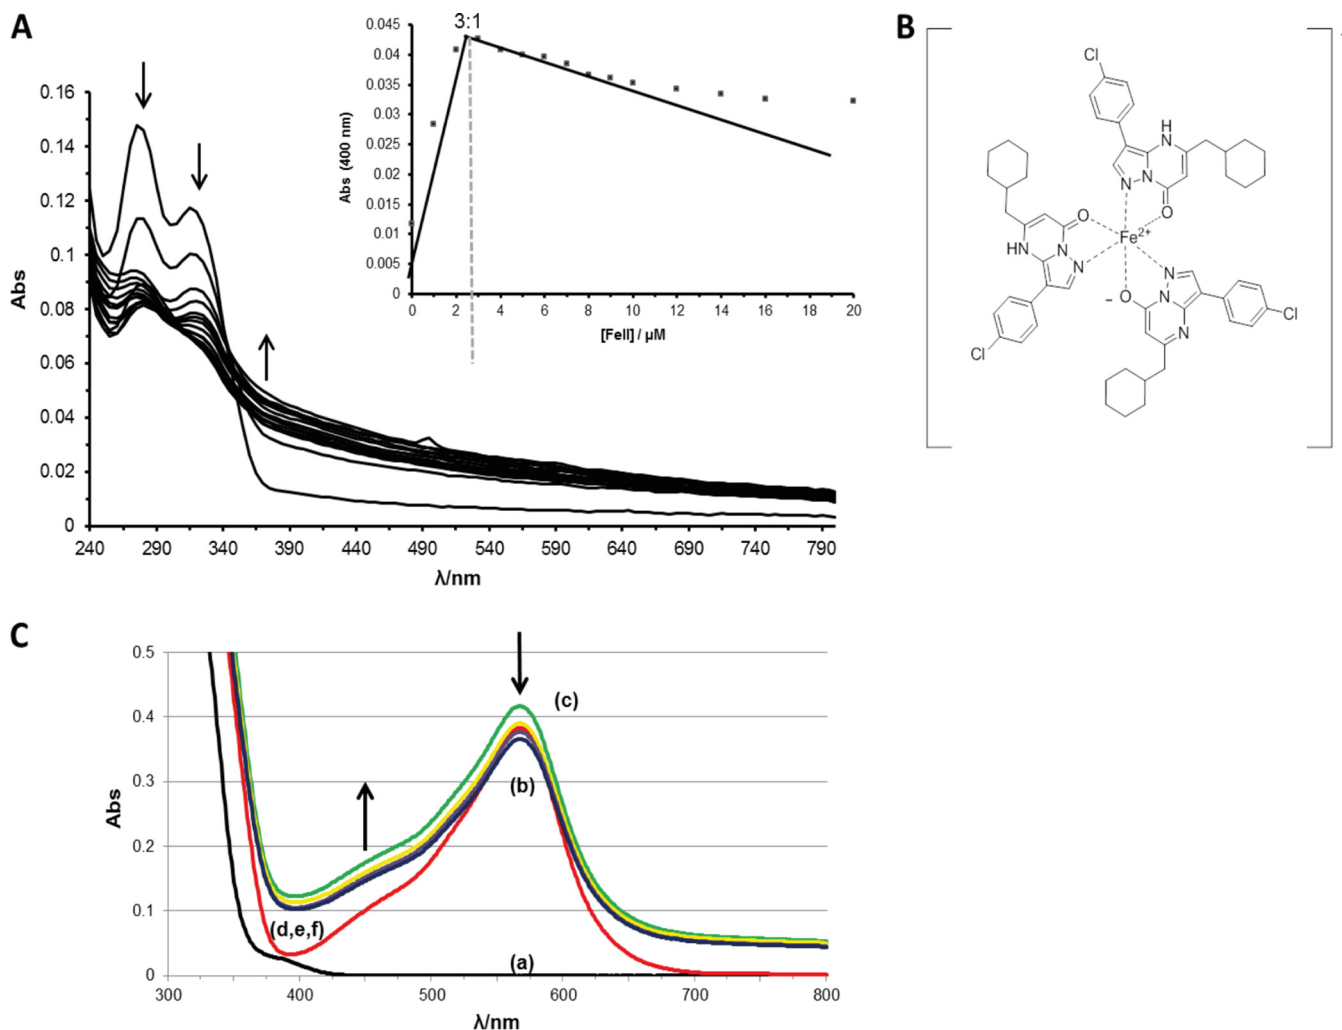 A
B
3:1
0.045
0.04
0.035
0.03
0.025
0.02
0.015
0.01
0.005
0
Abs (400 nm)
0 2 4 6 8 10 12 14 16 18 20
[FeII] / µM
0.16
0.14
0.12
0.1
0.08
0.06
0.04
0.02
0
Abs
240 290 340 390 440 490 540 590 640 690 740 790
λ/nm
Cl
H
N
N
N
O
O
HN
N
N
Fe2+
Cl
N
N
–
O
N
Cl
C
0.5
0.4
0.3
0.2
0.1
0
Abs
(c)
(b)
(d,e,f)
(a)
300 400 500 600 700 800
λ/nm